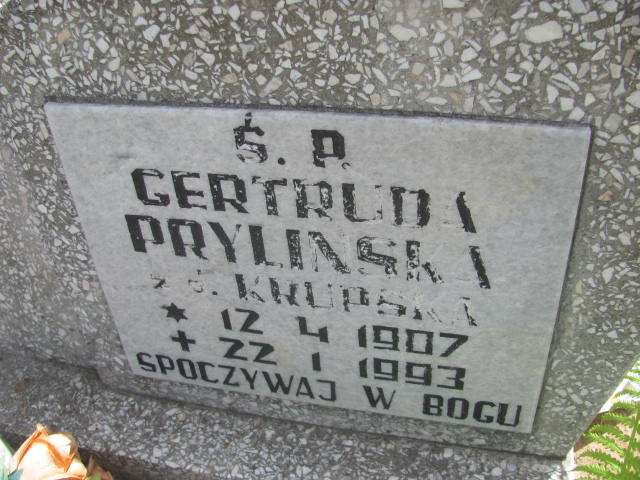 Ś. P.
GERTRUDA
PRYLIŃSKA
z d. KRUPSKA
* 12 4 1907
+ 22 1 1993
SPOCZYWAJ W BOGU